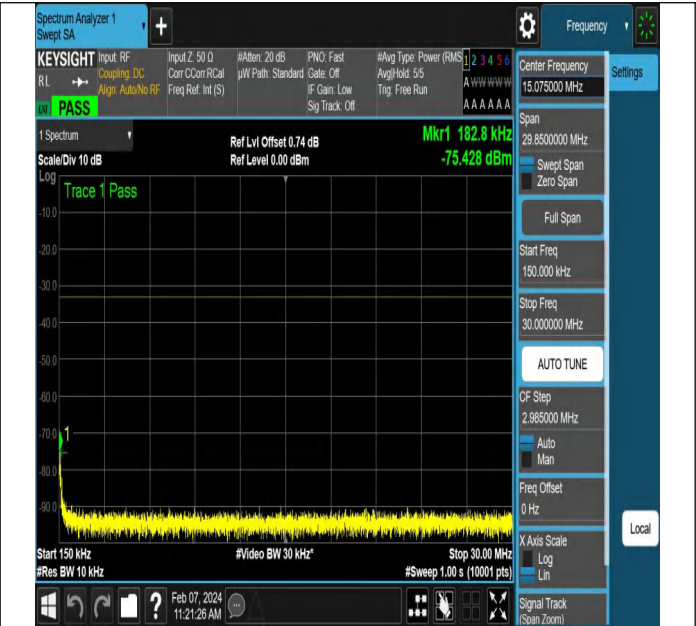 Spectrum Analyzer 1
Swept SA
+
Frequency
KEYSIGHT
RL
PASS
Input: RF
Coupling: DC
Align: Auto/No RF
Input Z: 50 Ω
Corr CCorr RCal
Freq Ref: Int (S)
#Atten: 20 dB
µW Path: Standard
PNO: Fast
Gate: Off
IF Gain: Low
Sig Track: Off
#Avg Type: Power (RMS
Avg|Hold: 5/5
Trig: Free Run
1 2 3 4 5 6
A W W W W W
A A A A A A
1 Spectrum
Scale/Div 10 dB
Ref Lvl Offset 0.74 dB
Ref Level 0.00 dBm
Mkr1 182.8 kHz
-75.428 dBm
Log
Trace 1 Pass
-10.0
-20.0
-30.0
-40.0
-50.0
-60.0
-70.0
1
-80.0
-90.0
Start 150 kHz
#Res BW 10 kHz
#Video BW 30 kHz*
Stop 30.00 MHz
#Sweep 1.00 s (10001 pts)
Feb 07, 2024
11:21:26 AM
?
Center Frequency
15.075000 MHz
Settings
Span
29.8500000 MHz
Swept Span
Zero Span
Full Span
Start Freq
150.000 kHz
Stop Freq
30.000000 MHz
AUTO TUNE
CF Step
2.985000 MHz
Auto
Man
Freq Offset
0 Hz
X Axis Scale
Log
Lin
Local
Signal Track
(Span Zoom)